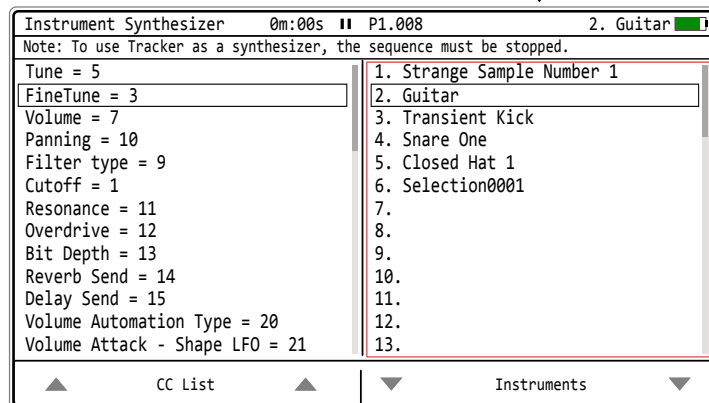 Instrument Synthesizer 0m:00s P1.008 2. Guitar
Note: To use Tracker as a synthesizer, the sequence must be stopped.
Tune = 5
FineTune = 3
Volume = 7
Panning = 10
Filter type = 9
Cutoff = 1
Resonance = 11
Overdrive = 12
Bit Depth = 13
Reverb Send = 14
Delay Send = 15
Volume Automation Type = 20
Volume Attack - Shape LFO = 21
1. Strange Sample Number 1
2. Guitar
3. Transient Kick
4. Snare One
5. Closed Hat 1
6. Selection0001
7.
8.
9.
10.
11.
12.
13.
CC List
Instruments